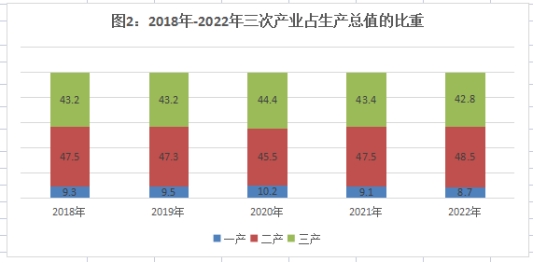 图2：2018年-2022年三次产业占生产总值的比重
43.2 43.2 44.4 43.4 42.8
47.5 47.3 45.5 47.5 48.5
9.3 9.5 10.2 9.1 8.7
2018年 2019年 2020年 2021年 2022年
一产 二产 三产